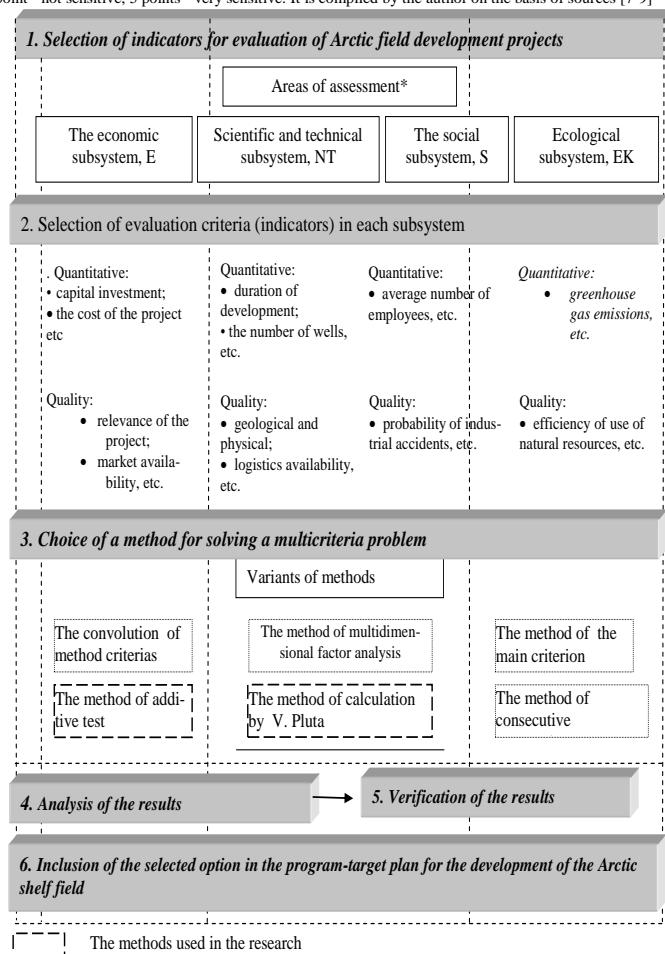 point - not sensitive, 5 points - very sensitive. It is compiled by the author on the basis of sources [7-9]
1. Selection of indicators for evaluation of Arctic field development projects
Areas of assessment*
The economic
subsystem, E
Scientific and technical
subsystem, NT
The social
subsystem, S
Ecological
subsystem, EK
2. Selection of evaluation criteria (indicators) in each subsystem
. Quantitative:
• capital investment;
• the cost of the project
etc
Quantitative:
• duration of
development;
• the number of wells,
etc.
Quantitative:
• average number of
employees, etc.
Quantitative:
• greenhouse
gas emissions,
etc.
Quality:
• relevance of the
project;
• market availa-
bility, etc.
Quality:
• geological and
physical;
• logistics availability,
etc.
Quality:
• probability of indus-
trial accidents, etc.
Quality:
• efficiency of use of
natural resources, etc.
3. Choice of a method for solving a multicriteria problem
Variants of methods
The convolution of
method criterias
The method of multidimen-
sional factor analysis
The method of the
main criterion
The method of addi-
tive test
The method of calculation
by V. Pluta
The method of
consecutive
4. Analysis of the results
5. Verification of the results
6. Inclusion of the selected option in the program-target plan for the development of the Arctic
shelf field
The methods used in the research